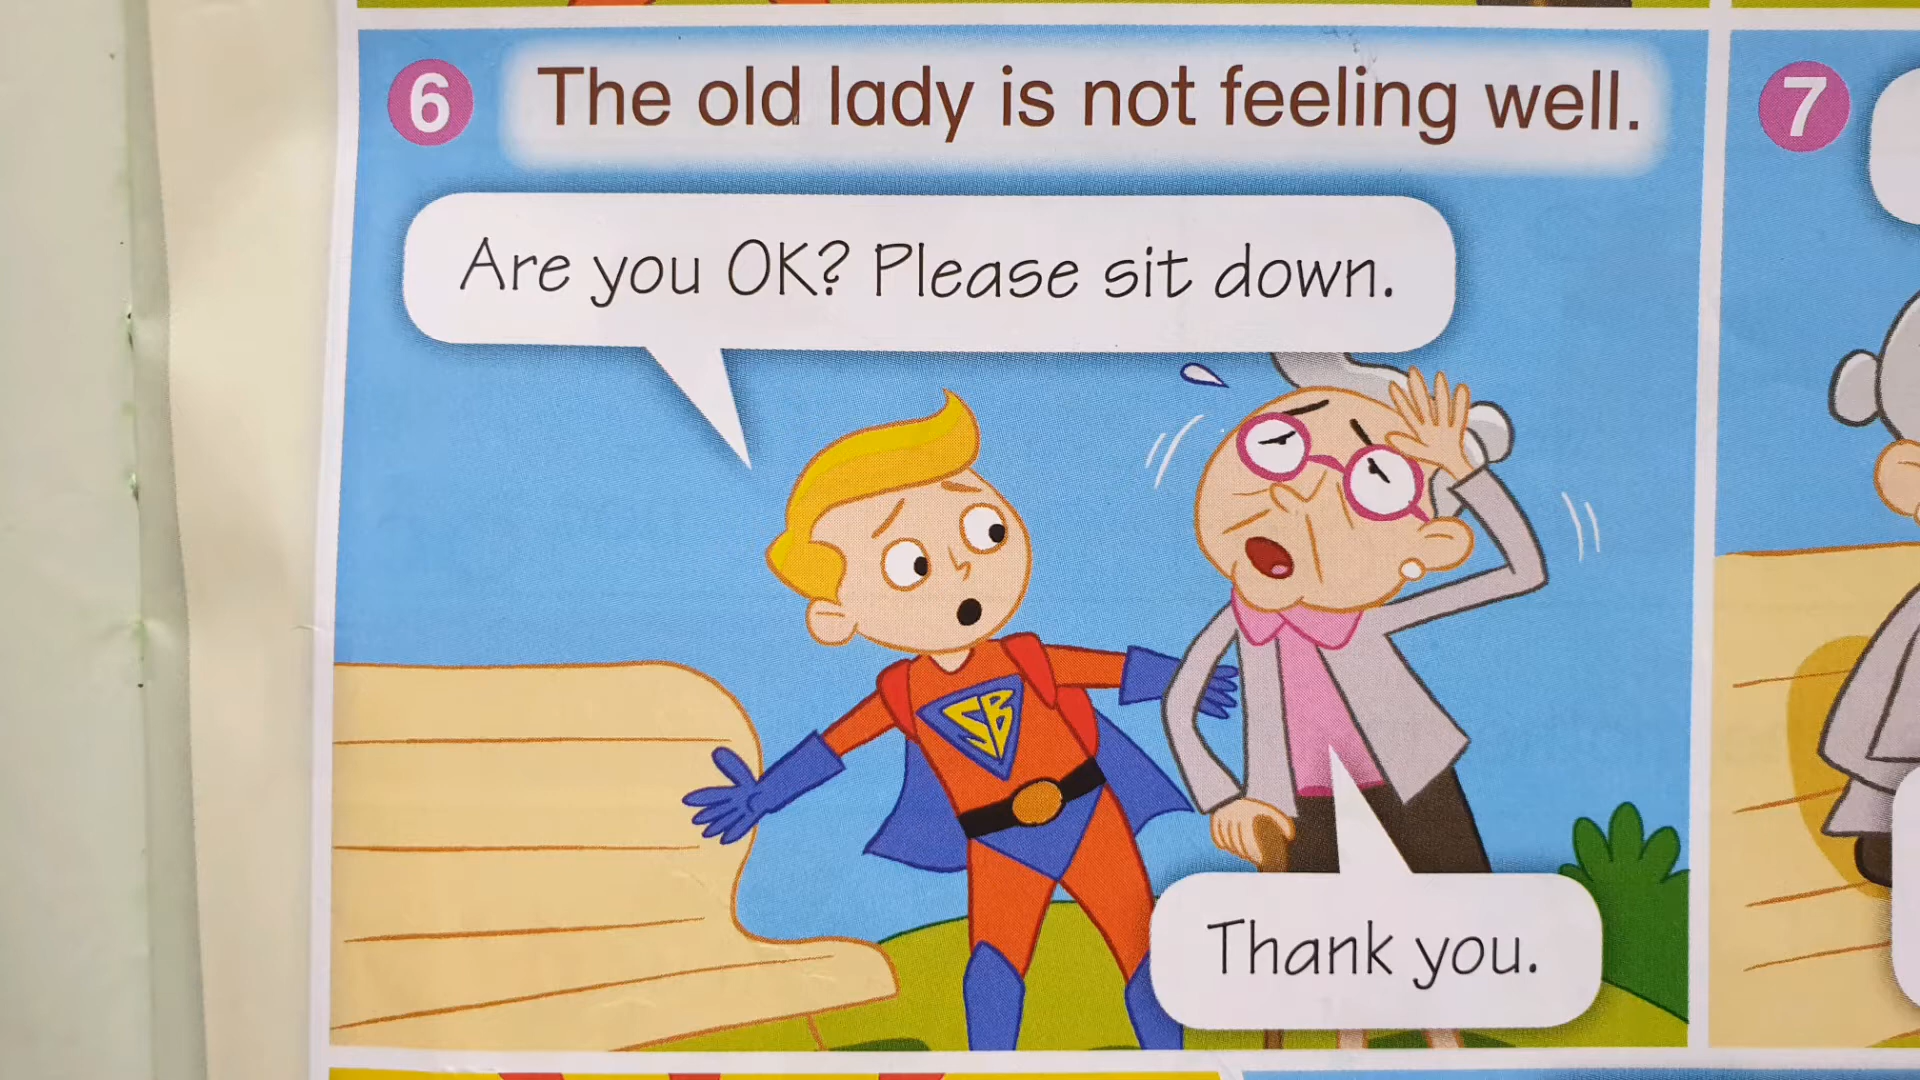 6 The old lady is not feeling well.
Are you OK? Please sit down.
SB
Thank you.
7